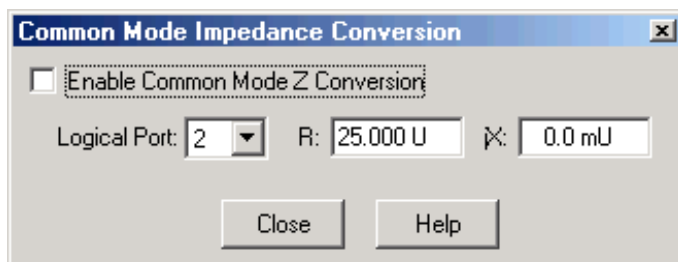 Common Mode Impedance Conversion
Enable Common Mode Z Conversion
Logical Port: 2 R: 25.000 U jX: 0.0 mU
Close Help